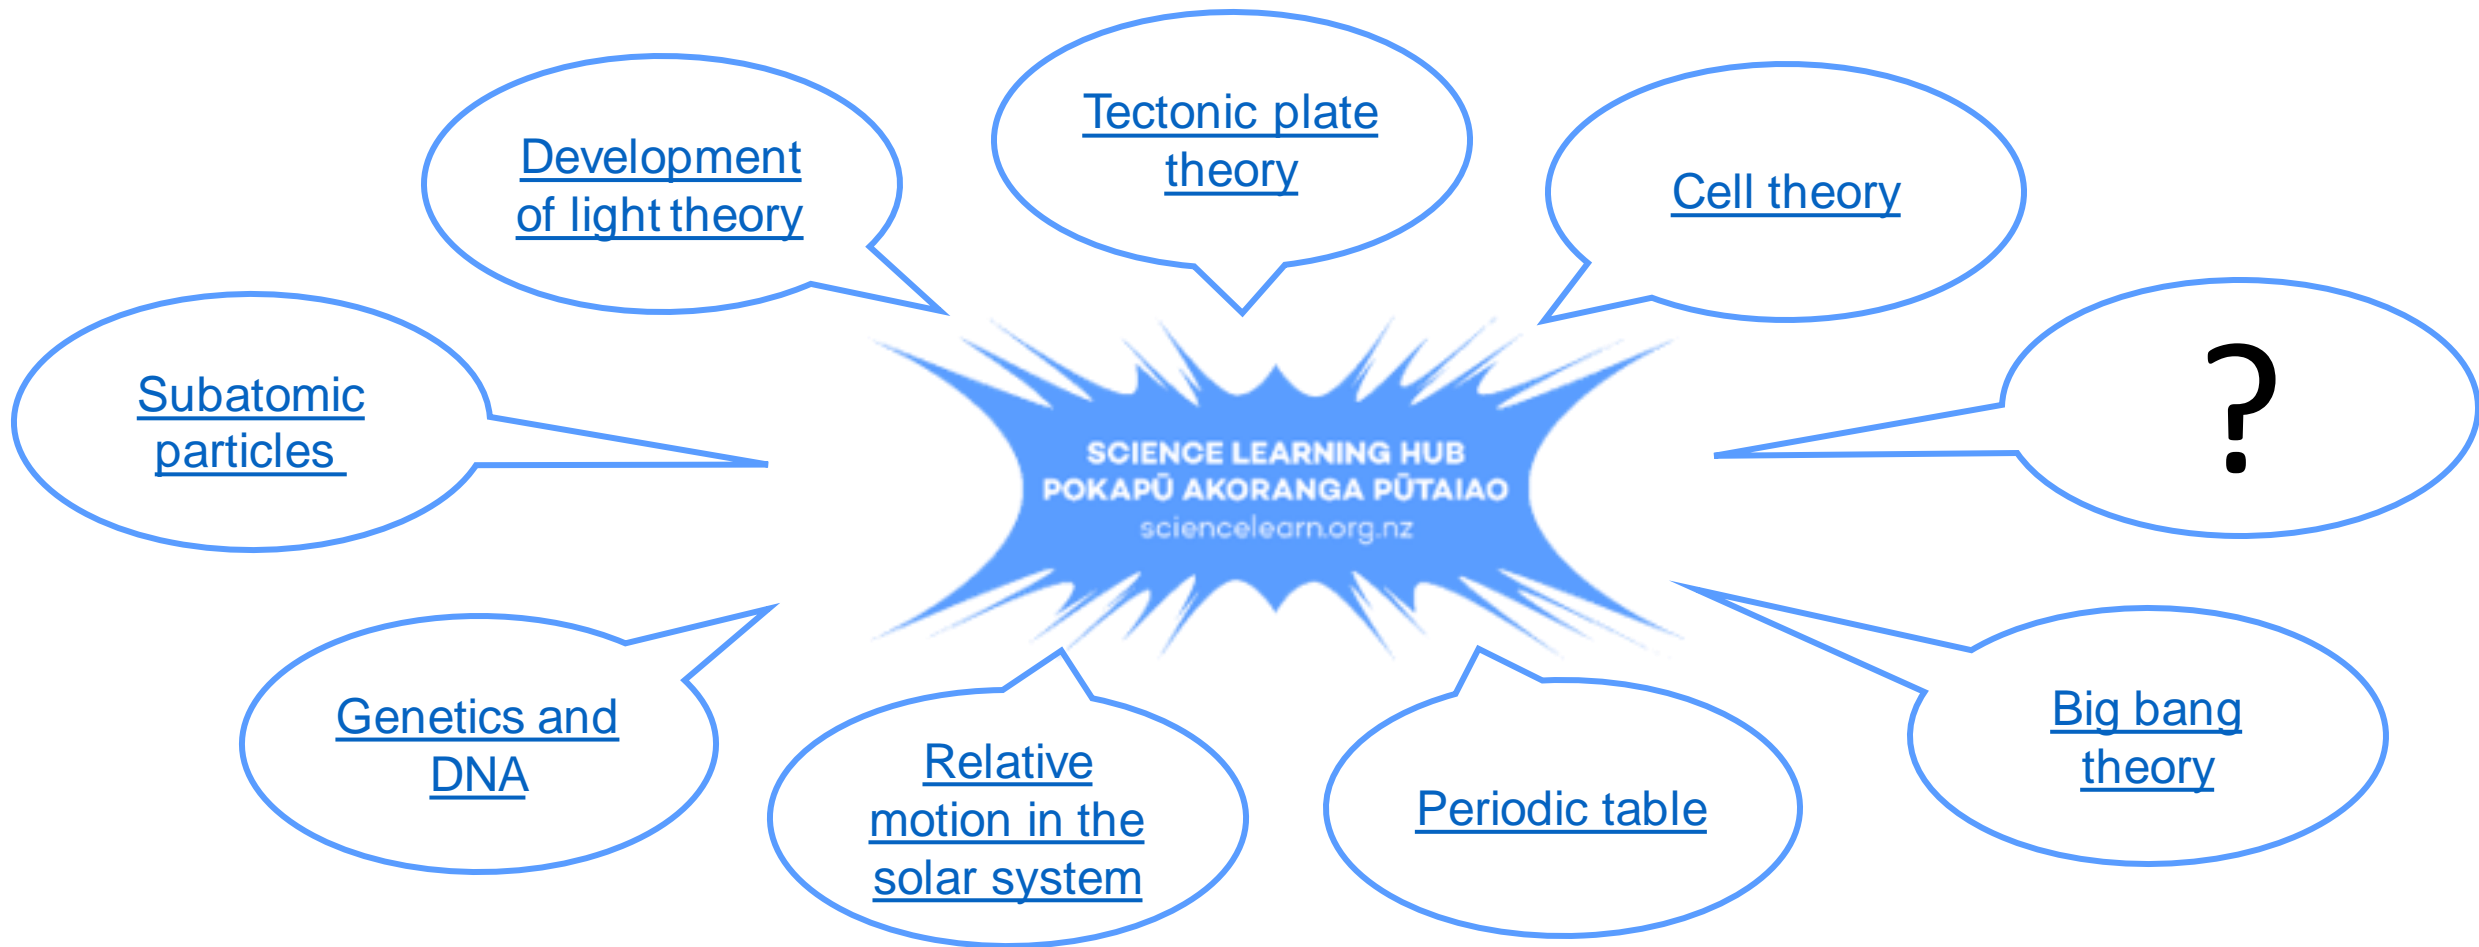 Tectonic plate
theory
Development
of light theory
Cell theory
?
Subatomic
particles
SCIENCE LEARNING HUB
POKAPŪ AKORANGA PŪTAIAO
sciencelearn.org.nz
Genetics and
DNA
Relative
motion in the
solar system
Periodic table
Big bang
theory